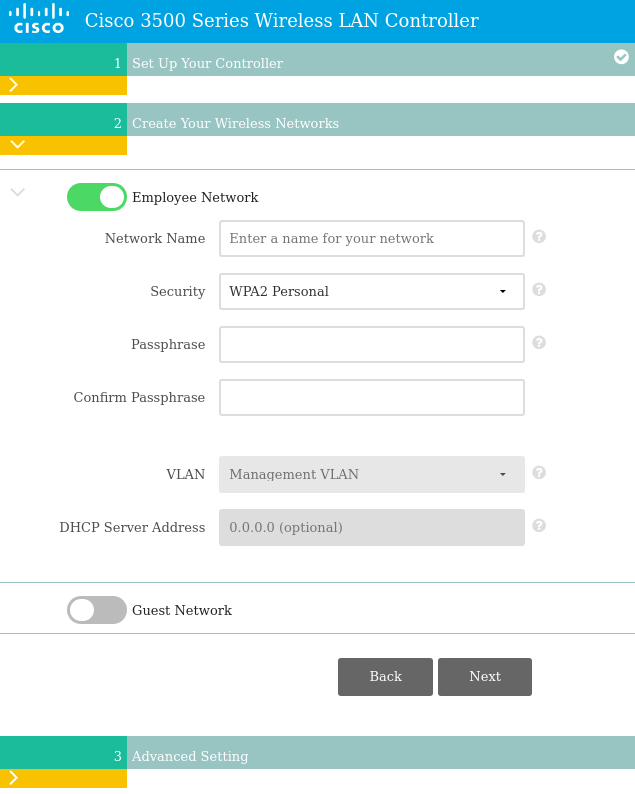 CISCO Cisco 3500 Series Wireless LAN Controller
1 Set Up Your Controller
2 Create Your Wireless Networks
Employee Network
Network Name Enter a name for your network ?
Security WPA2 Personal ?
Passphrase ?
Confirm Passphrase
VLAN Management VLAN ?
DHCP Server Address 0.0.0.0 (optional) ?
Guest Network
Back Next
3 Advanced Setting